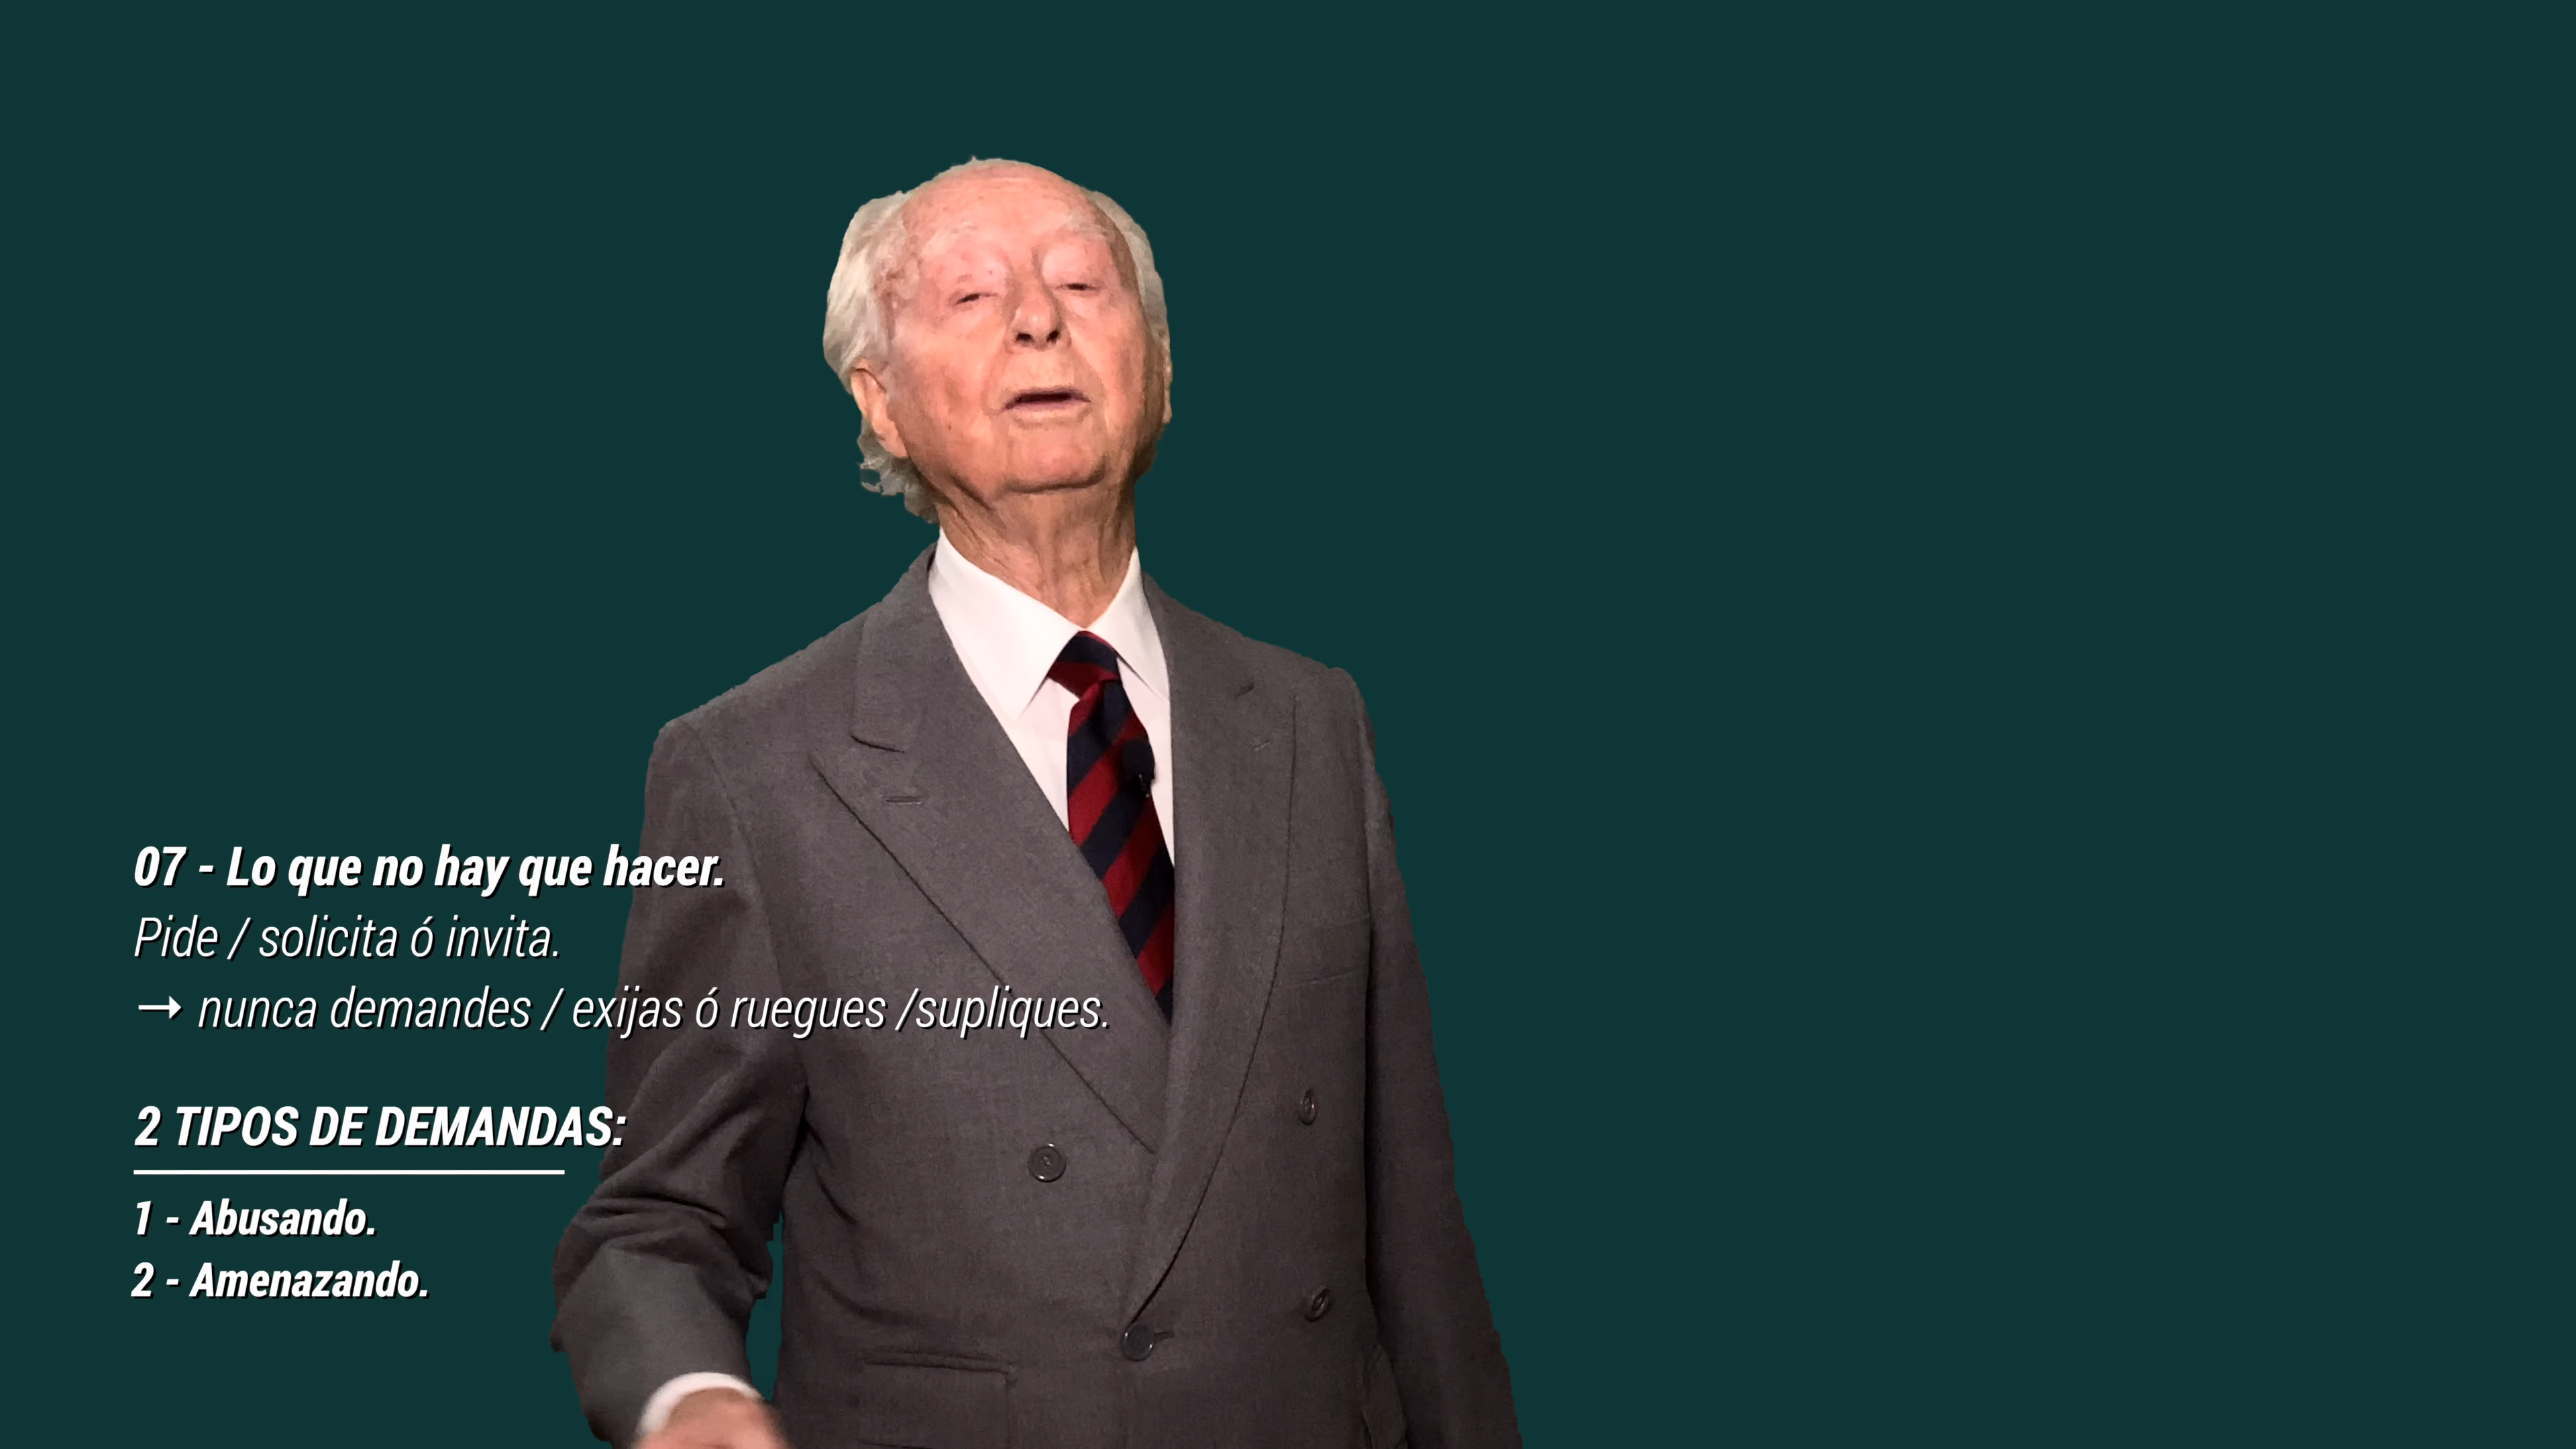 07 - Lo que no hay que hacer.
Pide / solicita ó invita.
→ nunca demandes / exijas ó ruegues /supliques.
2 TIPOS DE DEMANDAS:
1 - Abusando.
2 - Amenazando.